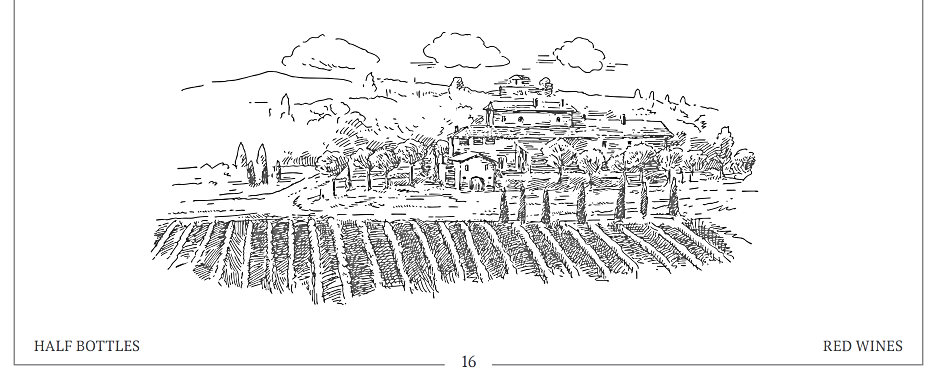 HALF BOTTLES
RED WINES
16